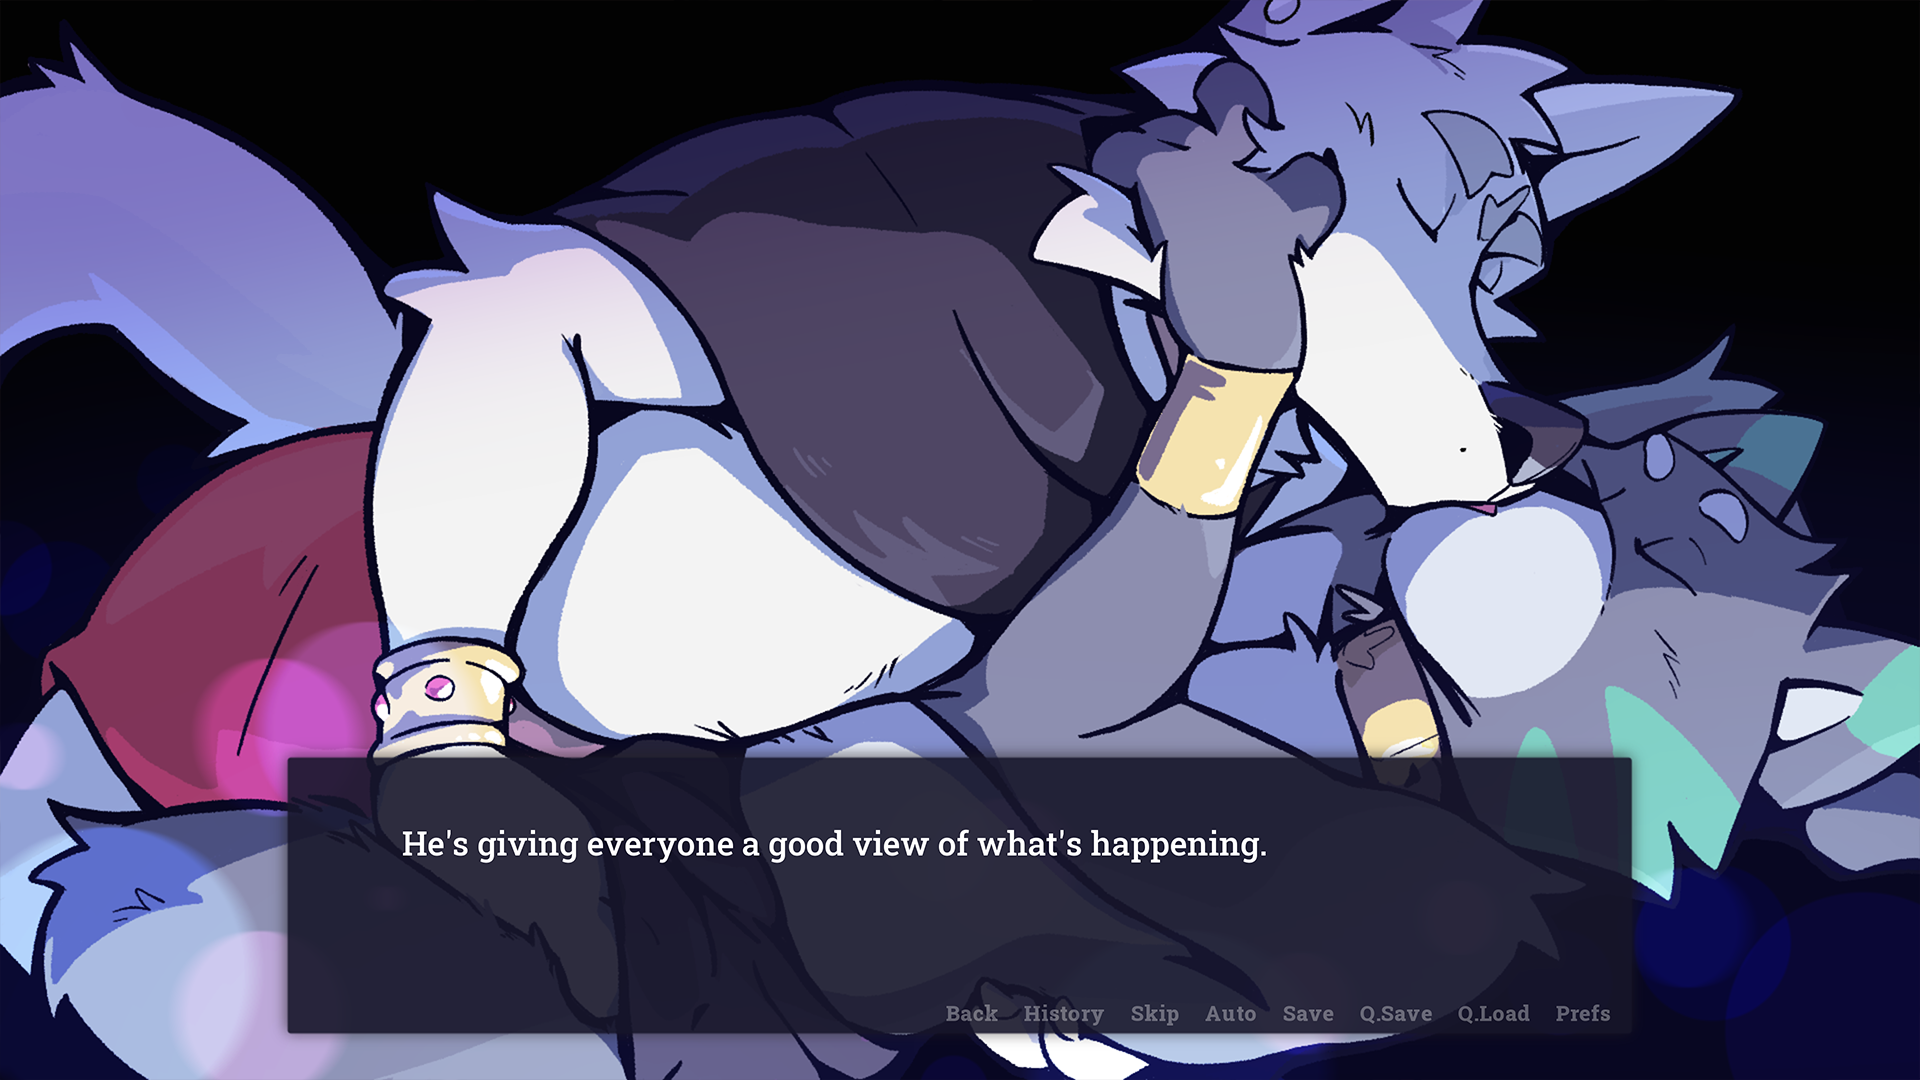 He's giving everyone a good view of what's happening.
Back History Skip Auto Save Q.Save Q.Load Prefs